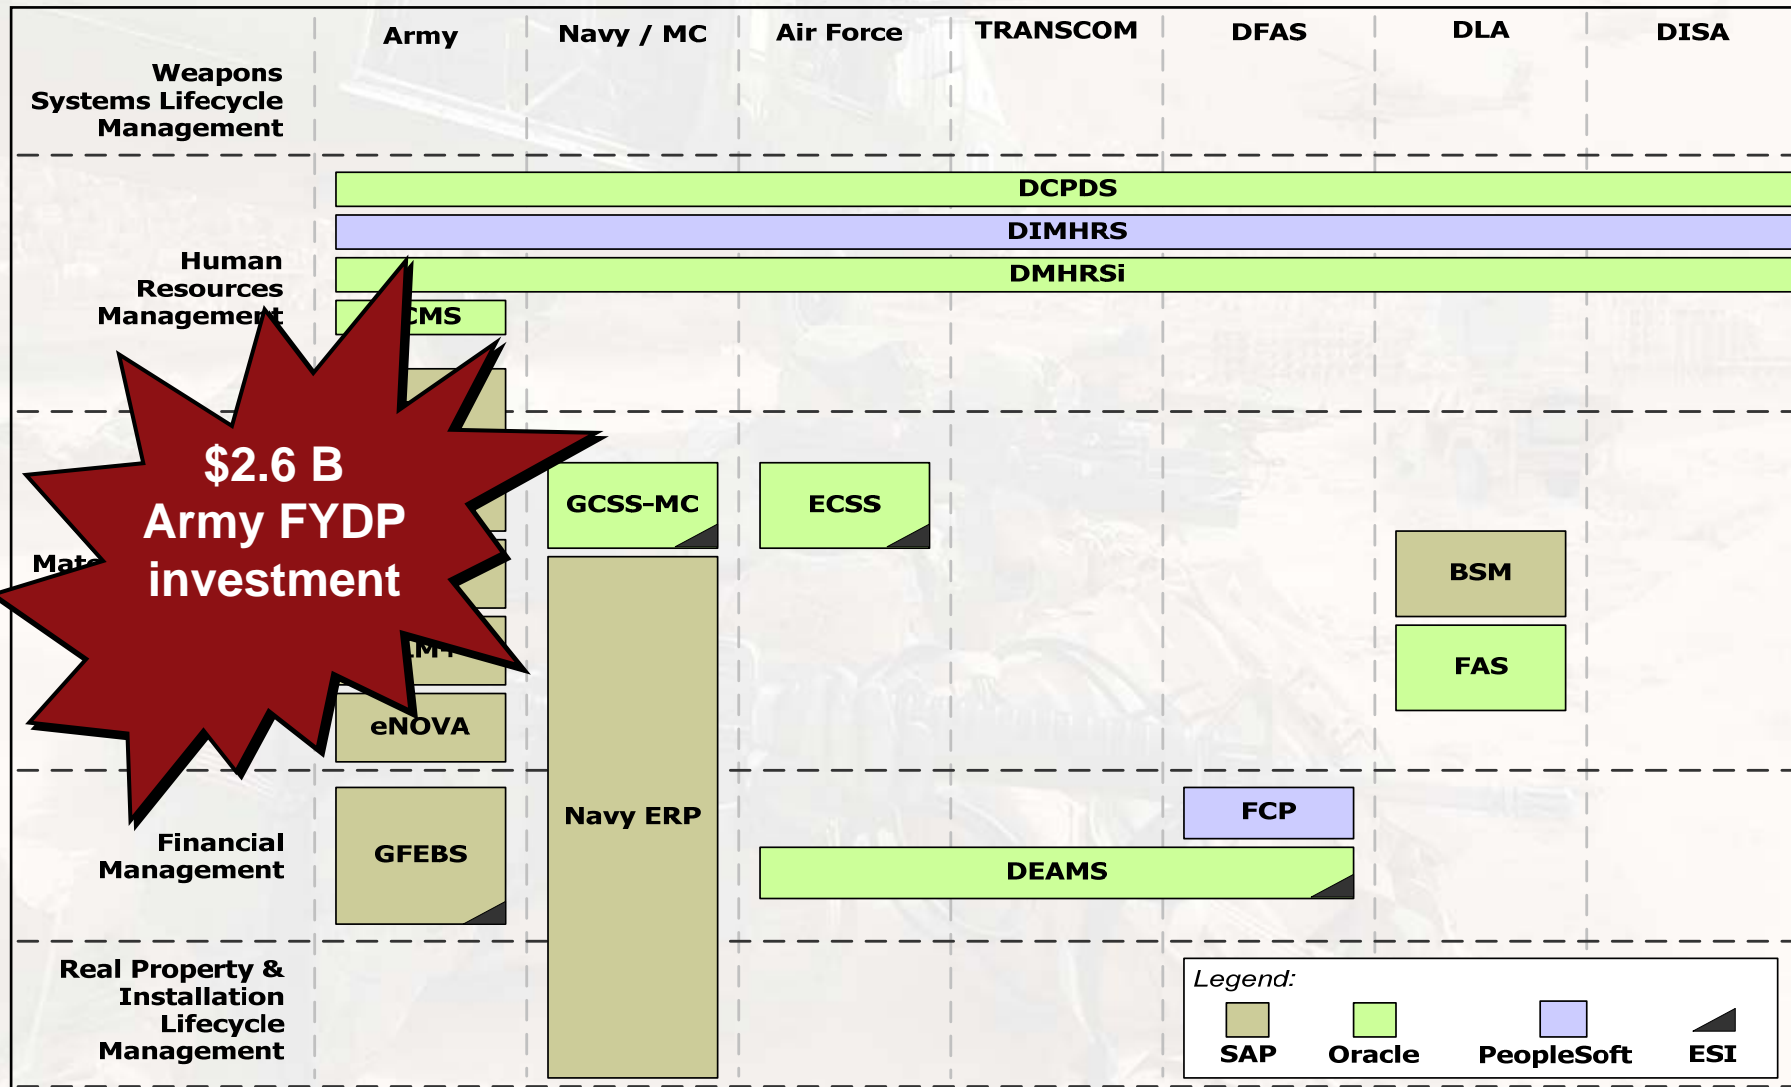 Army
Navy / MC
Air Force
TRANSCOM
DFAS
DLA
DISA
Weapons
Systems Lifecycle
Management
DCPDS
DIMHRS
DMHRSi
Human
Resources
Management
CMS
$2.6 B
Army FYDP
investment
GCSS-MC
ECSS
BSM
FAS
eNOVA
Navy ERP
Financial
Management
GFEBS
FCP
DEAMS
Real Property &
Installation
Lifecycle
Management
Legend:
SAP
Oracle
PeopleSoft
ESI